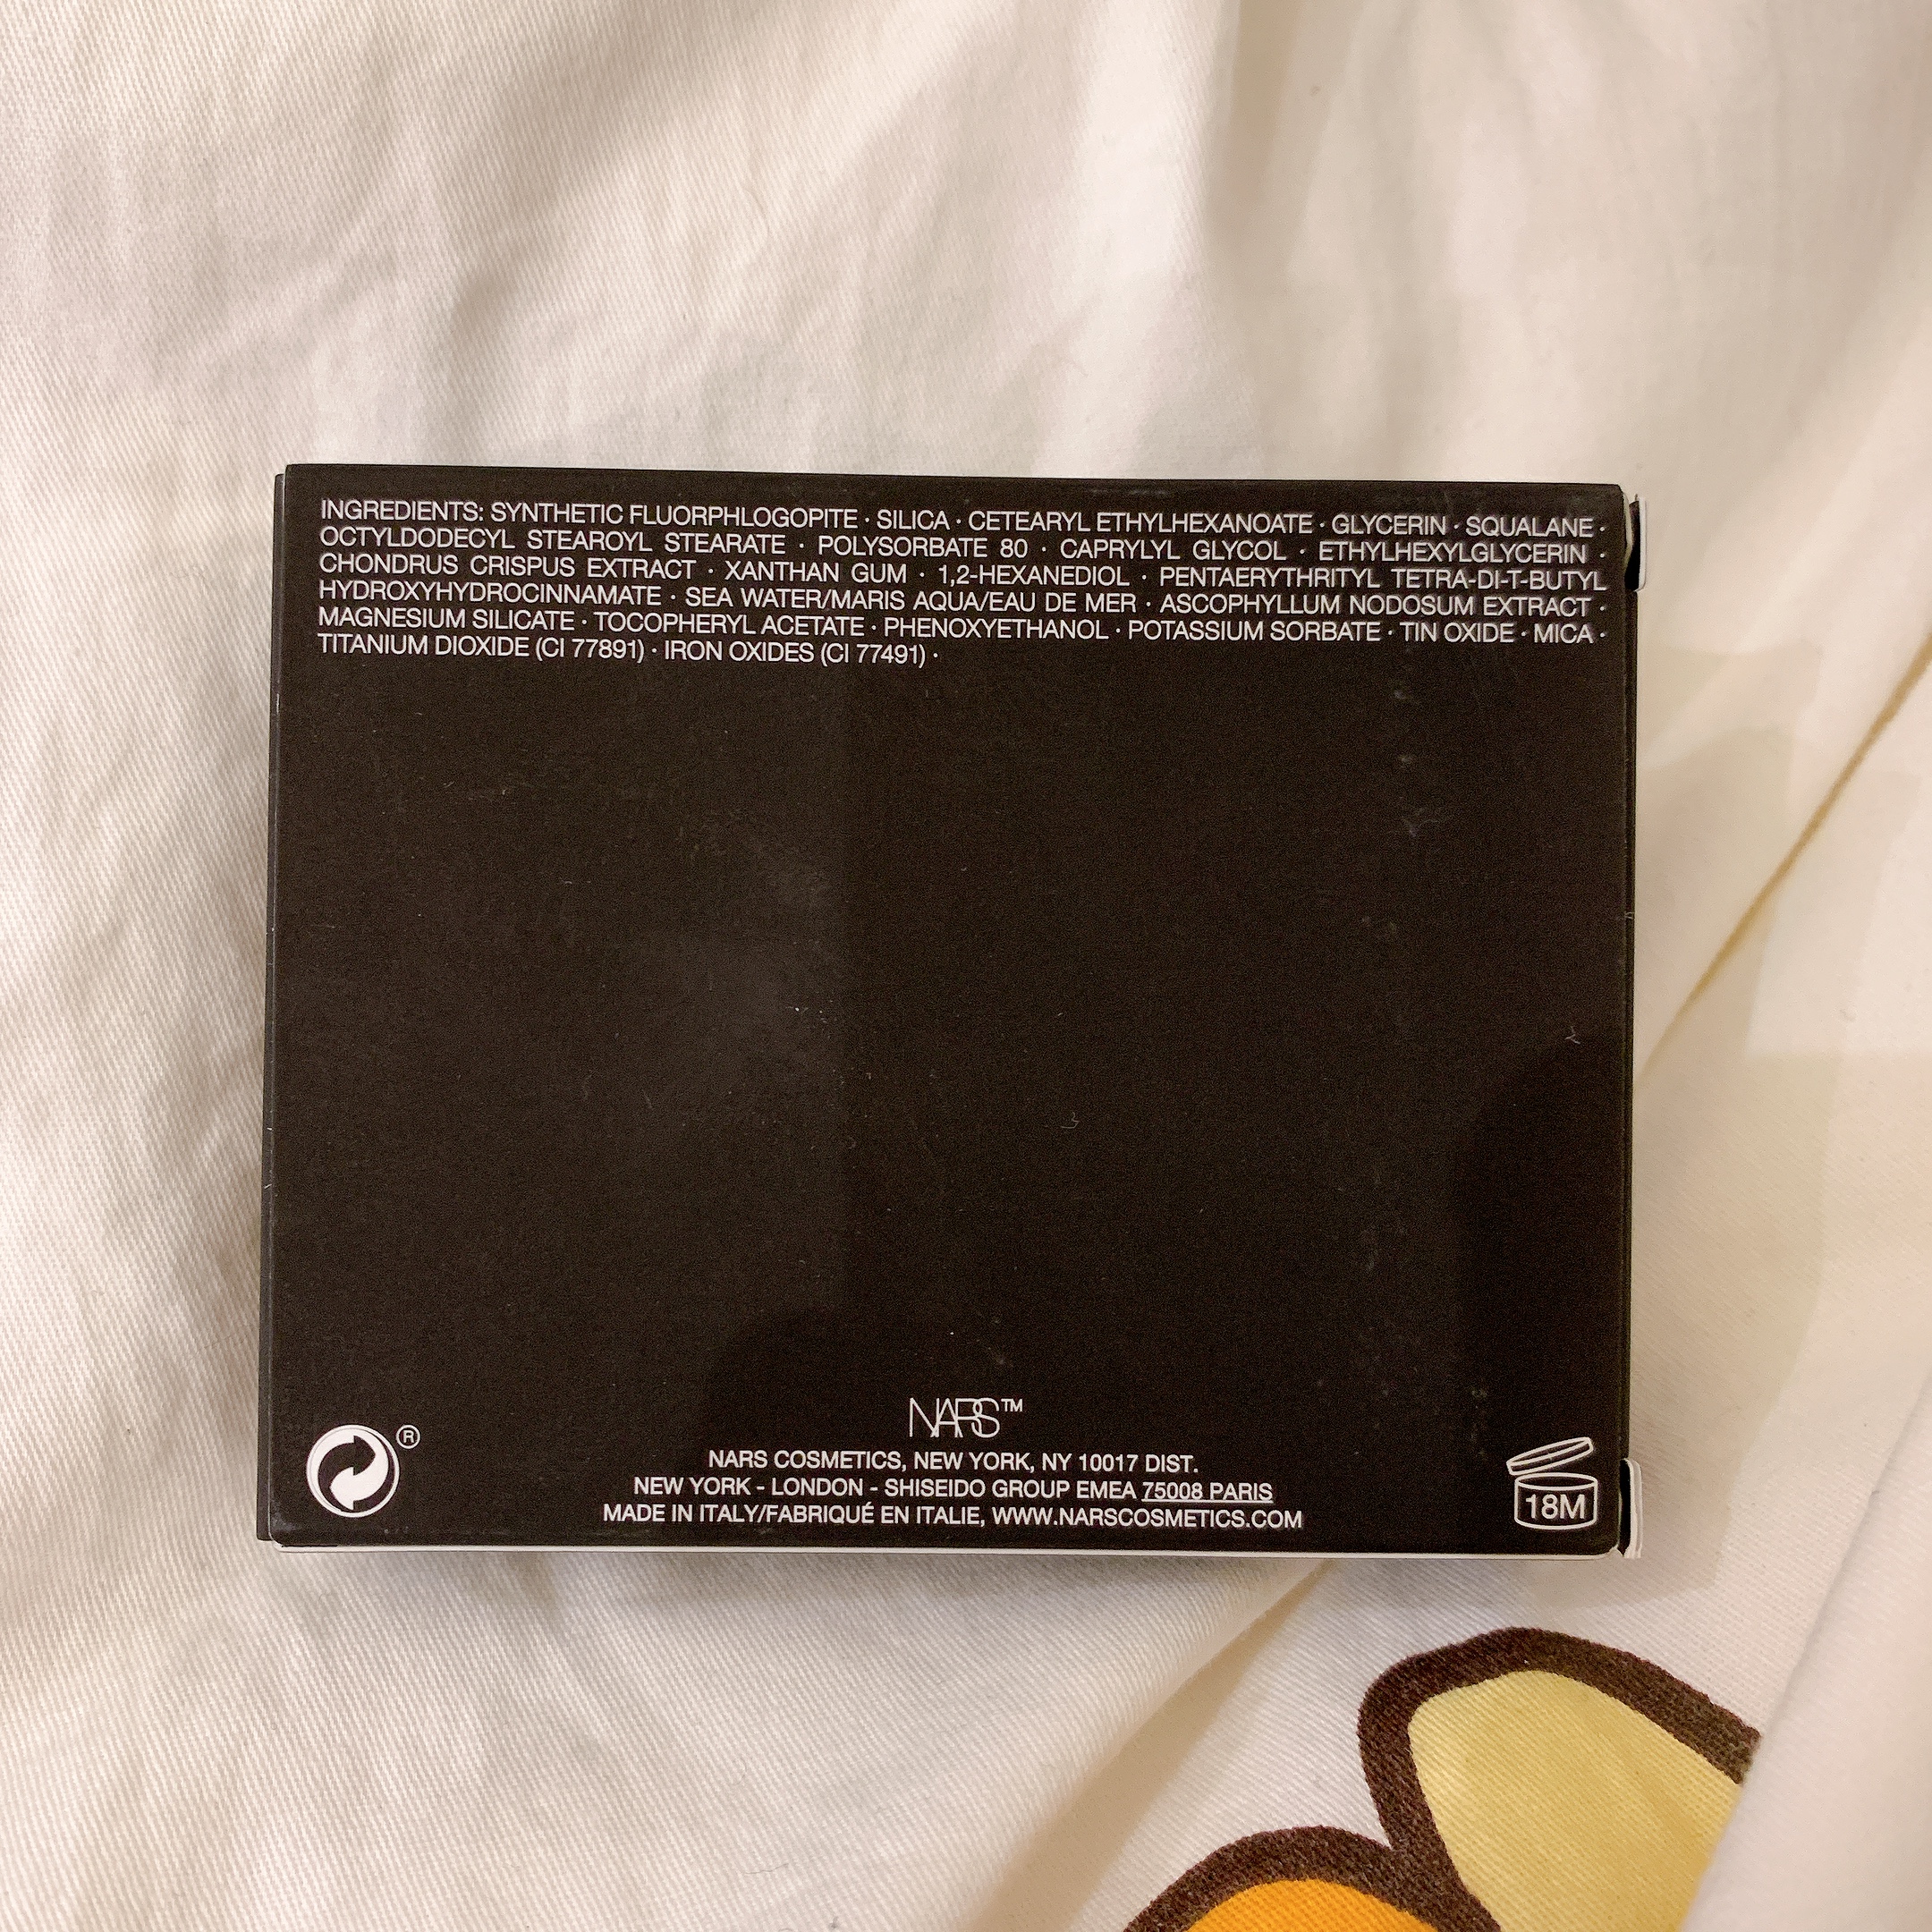 INGREDIENTS: SYNTHETIC FLUORPHLOGOPITE · SILICA · CETEARYL ETHYLHEXANOATE · GLYCERIN · SQUALANE ·
OCTYLDODECYL STEAROYL STEARATE · POLYSORBATE 80 · CAPRYLYL GLYCOL · ETHYLHEXYLGLYCERIN ·
CHONDRUS CRISPUS EXTRACT · XANTHAN GUM · 1,2-HEXANEDIOL · PENTAERYTHRITYL TETRA-DI-T-BUTYL
HYDROXYHYDROCINNAMATE · SEA WATER/MARIS AQUA/EAU DE MER · ASCOPHYLLUM NODOSUM EXTRACT ·
MAGNESIUM SILICATE · TOCOPHERYL ACETATE · PHENOXYETHANOL · POTASSIUM SORBATE · TIN OXIDE · MICA ·
TITANIUM DIOXIDE (CI 77891) · IRON OXIDES (CI 77491) ·
NARS™
®
NARS COSMETICS, NEW YORK, NY 10017 DIST.
NEW YORK - LONDON - SHISEIDO GROUP EMEA 75008 PARIS
MADE IN ITALY/FABRIQUÉ EN ITALIE, WWW.NARSCOSMETICS.COM
18M